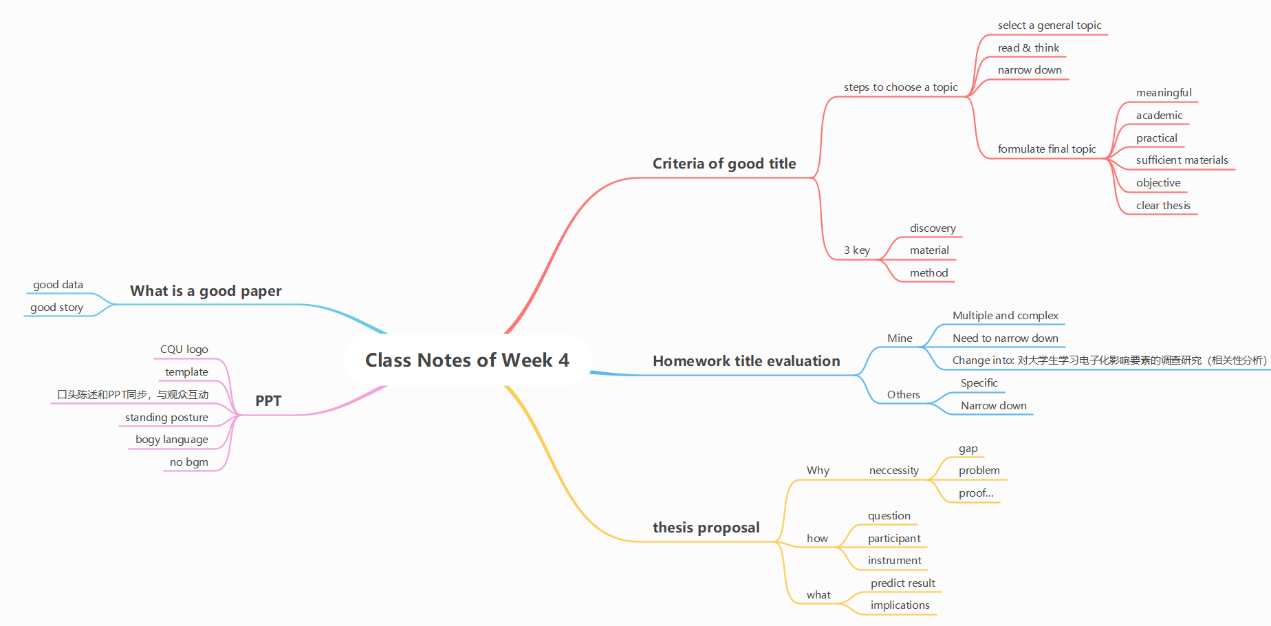 Class Notes of Week 4
Criteria of good title
steps to choose a topic
select a general topic
read & think
narrow down
formulate final topic
meaningful
academic
practical
sufficient materials
objective
clear thesis
3 key
discovery
material
method
Homework title evaluation
Mine
Multiple and complex
Need to narrow down
Change into: 对大学生学习电子化影响要素的调查研究（相关性分析）
Others
Specific
Narrow down
thesis proposal
Why
neccessity
gap
problem
proof...
how
question
participant
instrument
what
predict result
implications
What is a good paper
good data
good story
PPT
CQU logo
template
口头陈述和PPT同步，与观众互动
standing posture
bogy language
no bgm